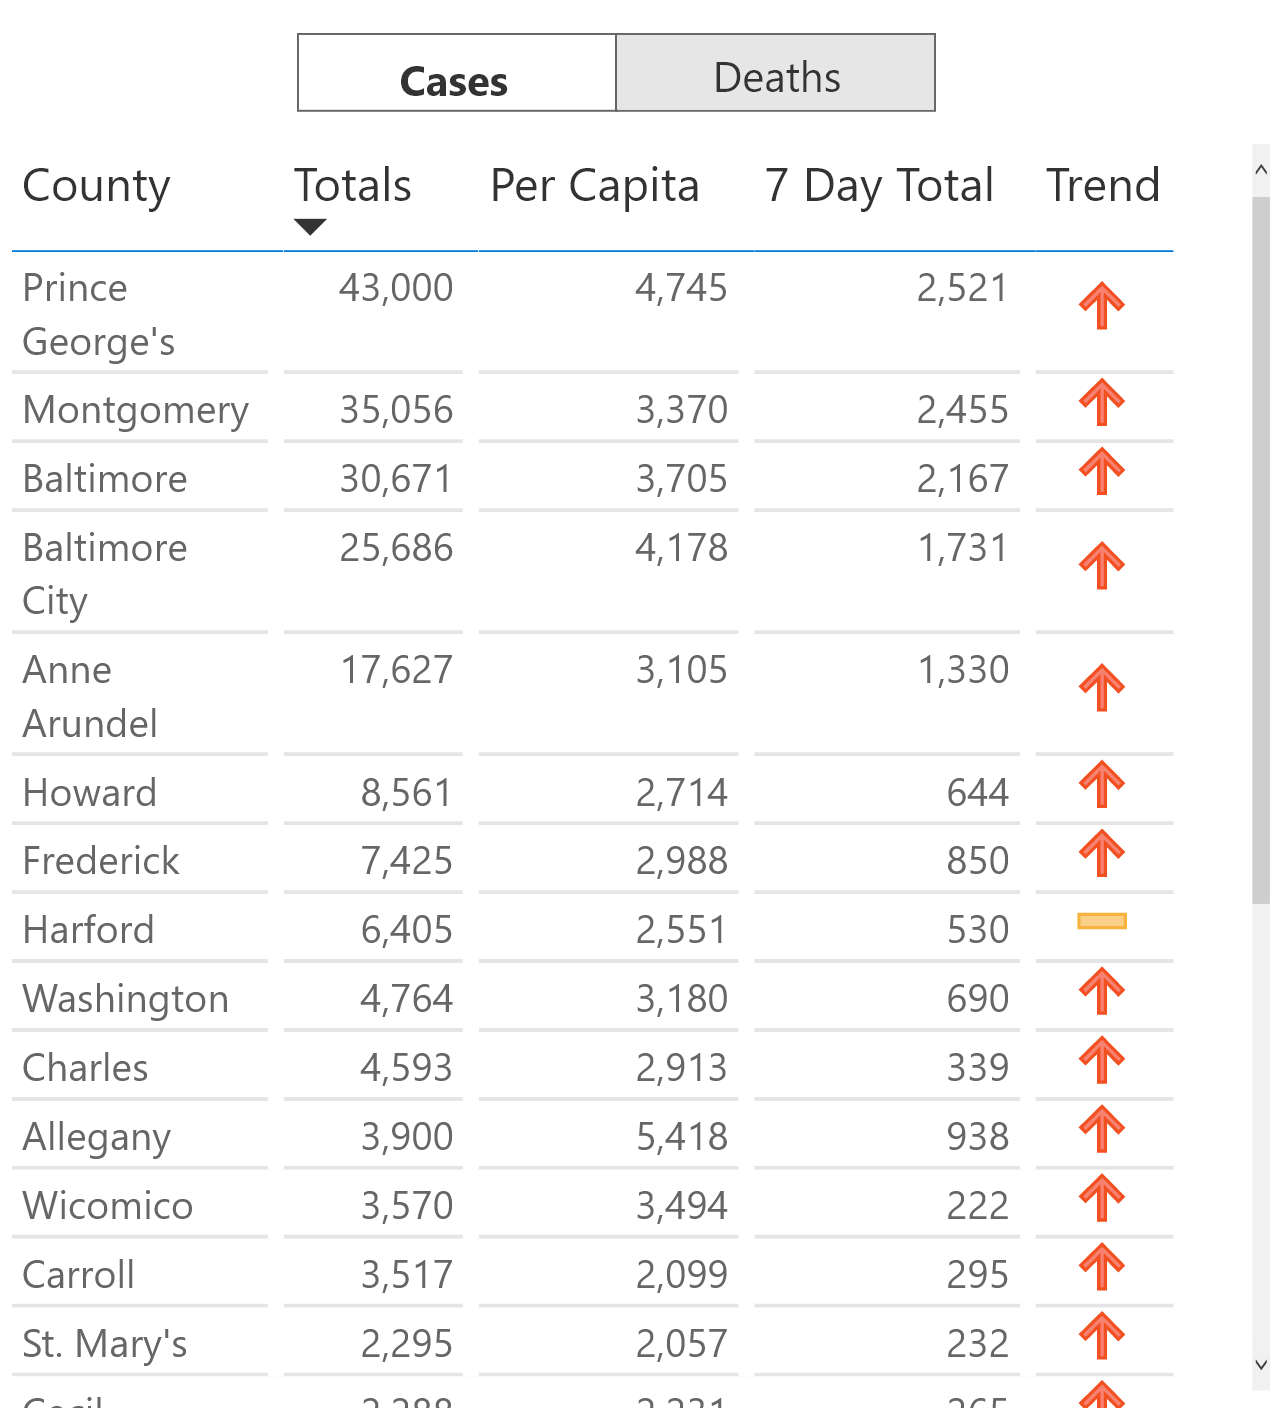 Cases Deaths
County Totals Per Capita 7 Day Total Trend
Prince 43,000 4,745 2,521
George's
Montgomery 35,056 3,370 2,455
Baltimore 30,671 3,705 2,167
Baltimore 25,686 4,178 1,731
City
Anne 17,627 3,105 1,330
Arundel
Howard 8,561 2,714 644
Frederick 7,425 2,988 850
Harford 6,405 2,551 530
Washington 4,764 3,180 690
Charles 4,593 2,913 339
Allegany 3,900 5,418 938
Wicomico 3,570 3,494 222
Carroll 3,517 2,099 295
St. Mary's 2,295 2,057 232